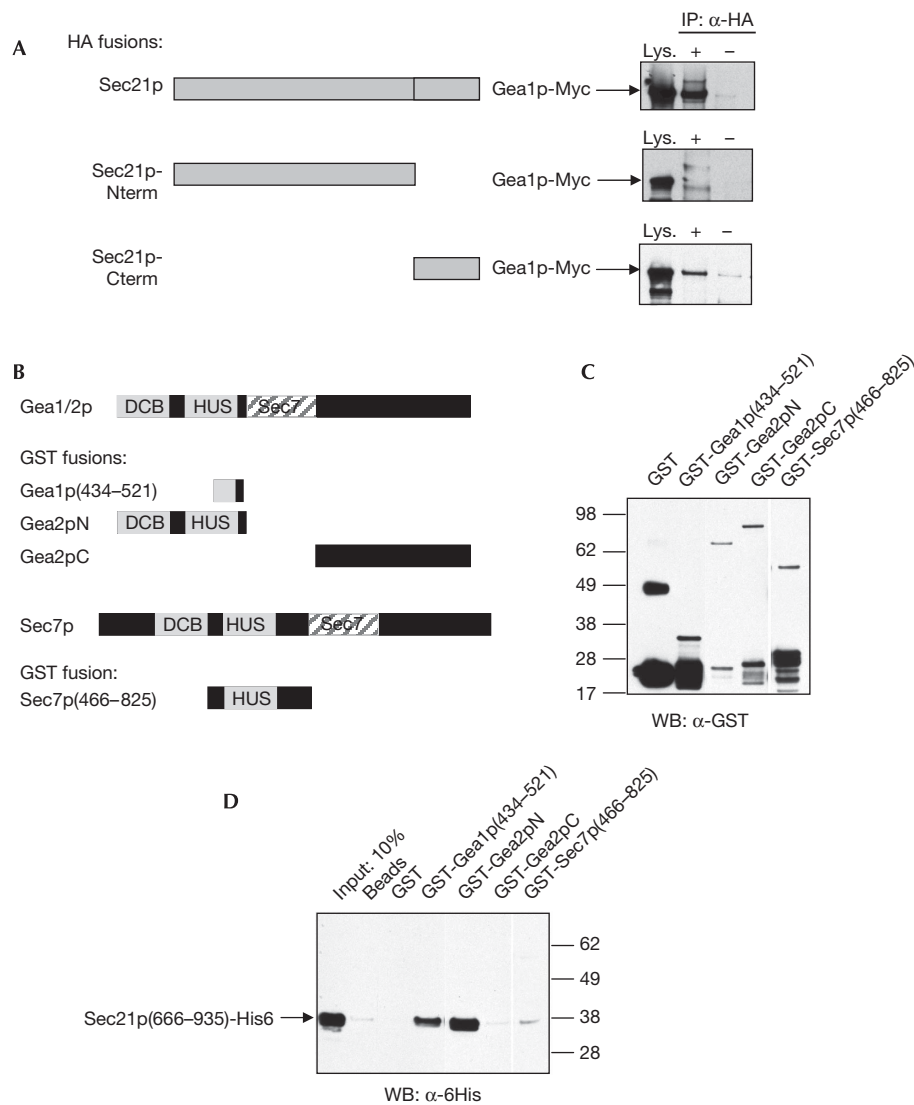 A
HA fusions:
IP: α-HA
Lys. + –
Sec21p
Gea1p-Myc
Lys. + –
Sec21p-
Nterm
Gea1p-Myc
Lys. + –
Sec21p-
Cterm
Gea1p-Myc
B
Gea1/2p
DCB HUS Sec7
GST fusions:
Gea1p(434–521)
Gea2pN
DCB HUS
Gea2pC
Sec7p
DCB HUS Sec7
GST fusion:
Sec7p(466–825)
HUS
C
GST
GST-Gea1p(434–521)
GST-Gea2pN
GST-Gea2pC
GST-Sec7p(466–825)
98
62
49
38
28
17
WB: α-GST
D
Input: 10%
Beads
GST
GST-Gea1p(434–521)
GST-Gea2pN
GST-Gea2pC
GST-Sec7p(466–825)
62
49
Sec21p(666–935)-His6
38
28
WB: α-6His